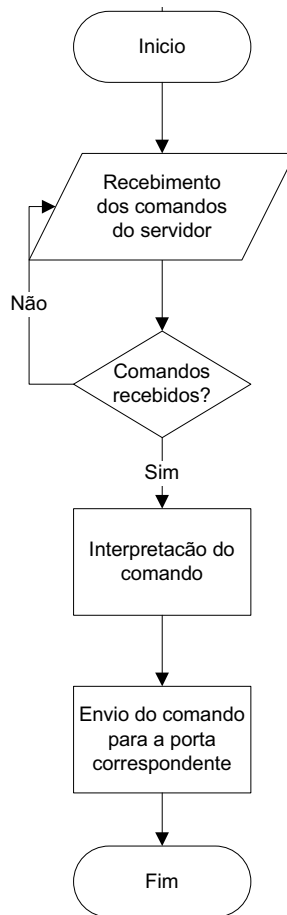 Inicio
Recebimento
dos comandos
do servidor
Não
Comandos
recebidos?
Sim
Interpretacão do
comando
Envio do comando
para a porta
correspondente
Fim